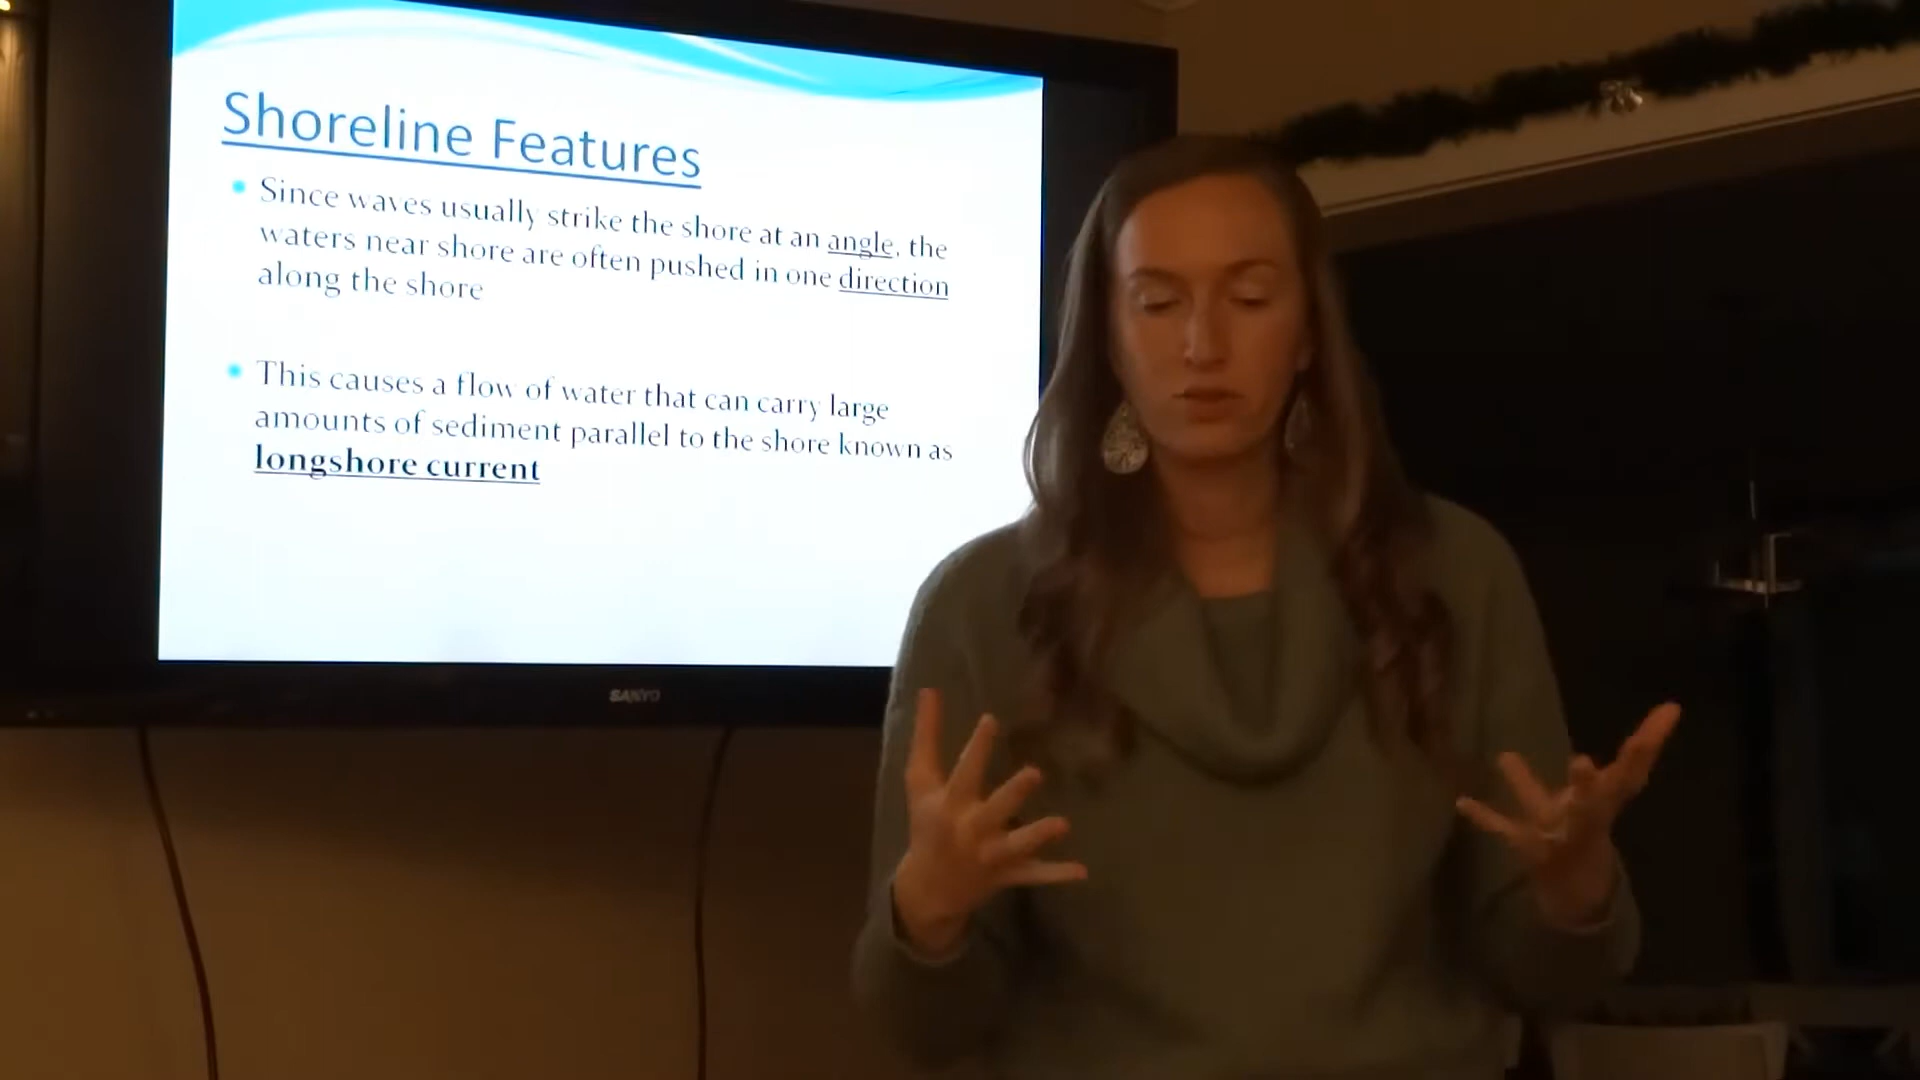 Shoreline Features
Since waves usually strike the shore at an angle, the
waters near shore are often pushed in one direction
along the shore
This causes a flow of water that can carry large
amounts of sediment parallel to the shore known as
longshore current
SANYO